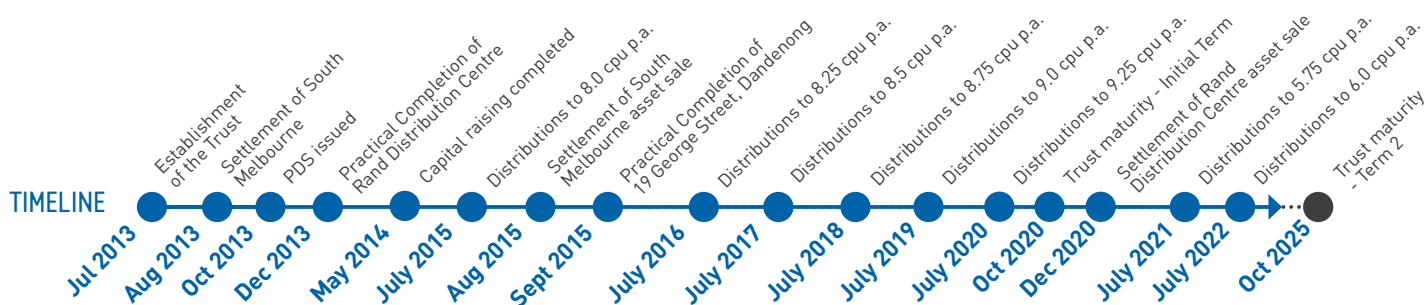 Establishment
of the Trust
Settlement of South
Melbourne
PDS issued
Practical Completion of
Rand Distribution Centre
Capital raising completed
Distributions to 8.0 cpu p.a.
Settlement of South
Melbourne asset sale
Practical Completion of
19 George Street, Dandenong
Distributions to 8.25 cpu p.a.
Distributions to 8.5 cpu p.a.
Distributions to 8.75 cpu p.a.
Distributions to 9.0 cpu p.a.
Distributions to 9.25 cpu p.a.
Trust maturity - Initial Term
Settlement of Rand
Distribution Centre asset sale
Distributions to 5.75 cpu p.a.
Distributions to 6.0 cpu p.a.
Trust maturity
- Term 2
TIMELINE
Jul 2013
Aug 2013
Oct 2013
Dec 2013
May 2014
July 2015
Aug 2015
Sept 2015
July 2016
July 2017
July 2018
July 2019
July 2020
Oct 2020
Dec 2020
July 2021
July 2022
Oct 2025